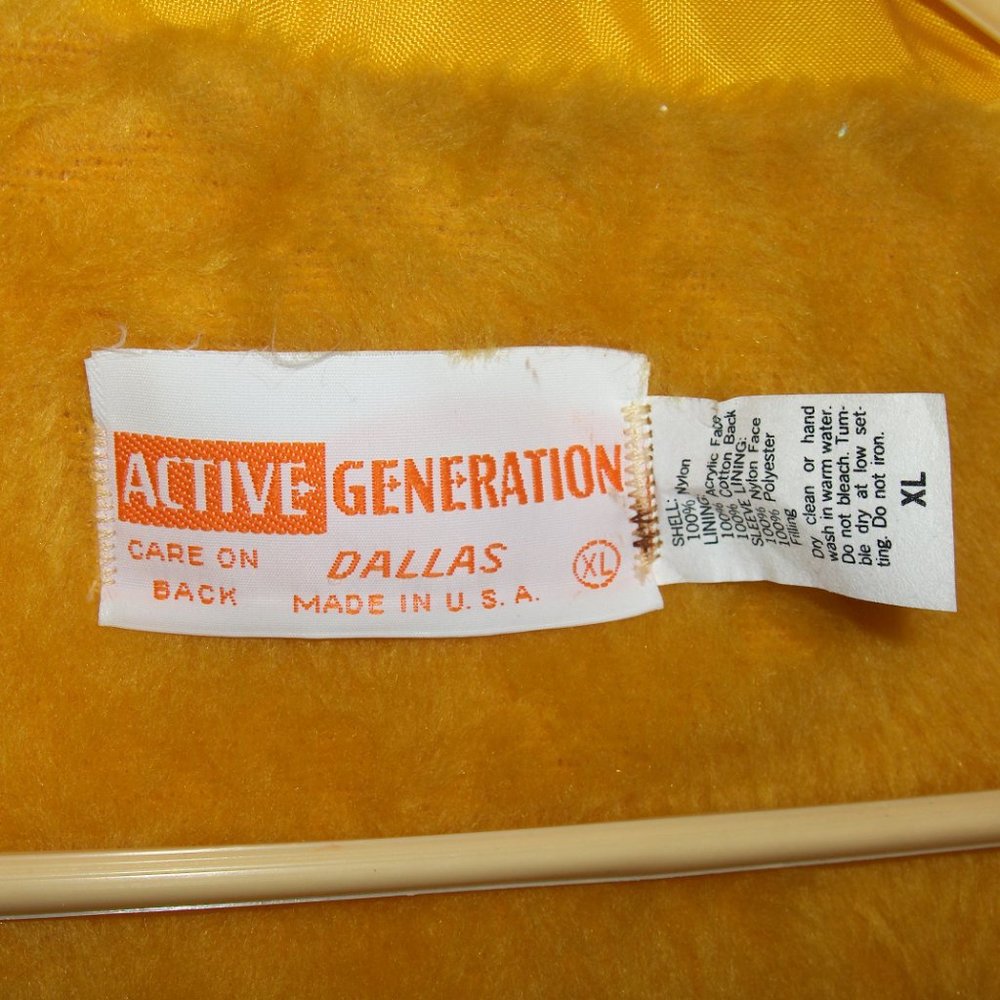 ACTIVE GENERATION
CARE ON
BACK
DALLAS
MADE IN U. S. A.
XL
SHELL:
100% Nylon
LINING:
100% Acrylic Face
100% Cotton Back
SLEEVE LINING:
100% Nylon Face
100% Polyester
Filling
Dry clean or hand
wash in warm water.
Do not bleach. Tum-
ble dry at low set-
ting. Do not iron.
XL